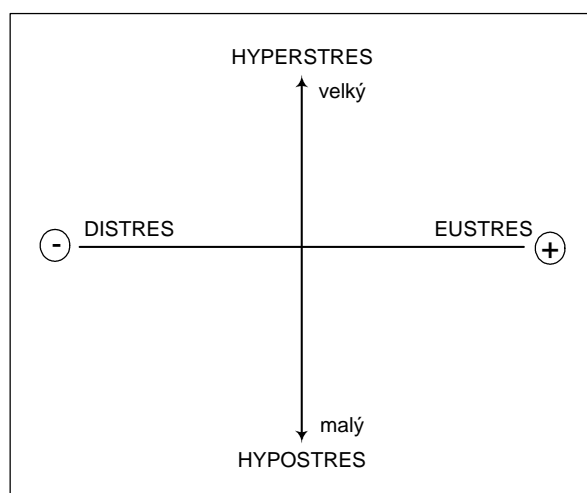 HYPERSTRES
velký
- DISTRES EUSTRES +
malý
HYPOSTRES